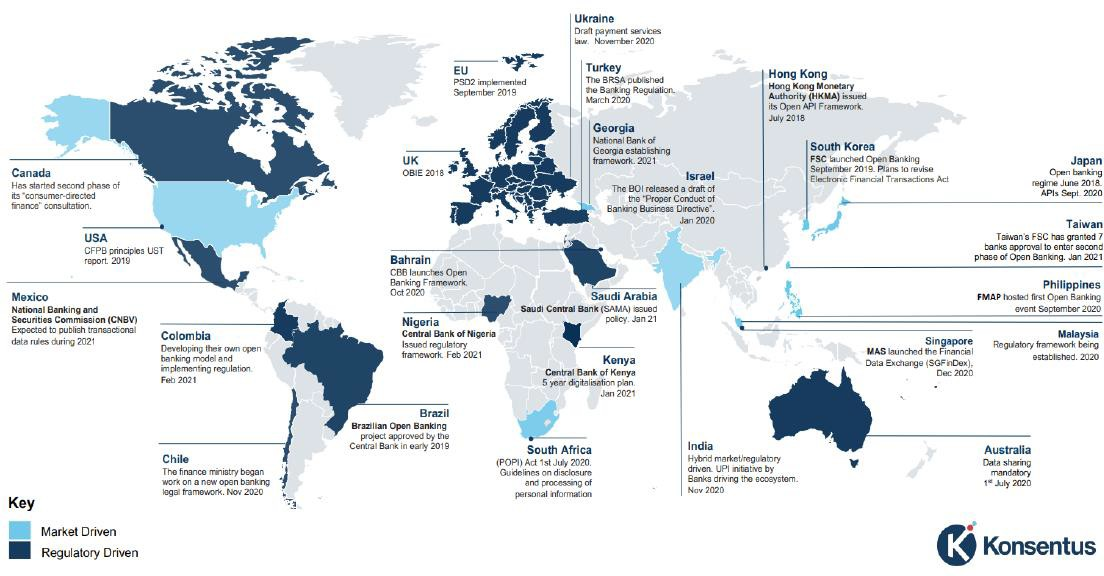 Ukraine
Draft payment services
law. November 2020
EU
PSD2 implemented
September 2019
Turkey
The BRSA published
the Banking Regulation.
March 2020
Hong Kong
Hong Kong Monetary
Authority (HKMA) issued
its Open API Framework.
July 2018
Georgia
National Bank of
Georgia establishing
framework. 2021
UK
OBIE 2018
South Korea
FSC launched Open Banking
September 2019. Plans to revise
Electronic Financial Transactions Act
Japan
Open banking
regime June 2018.
APIs Sept. 2020
Canada
Has started second phase of
its "consumer-directed
finance" consultation.
Israel
The BOI released a draft of
the "Proper Conduct of
Banking Business Directive".
Jan 2020
USA
CFPB principles UST
report. 2019
Taiwan
Taiwan's FSC has granted 7
banks approval to enter second
phase of Open Banking. Jan 2021
Bahrain
CBB launches Open
Banking Framework.
Oct 2020
Mexico
National Banking and
Securities Commission (CNBV)
Expected to publish transactional
data rules during 2021
Saudi Arabia
Saudi Central Bank (SAMA) issued
policy. Jan 21
Philippines
FMAP hosted first Open Banking
event September 2020
Nigeria
Central Bank of Nigeria
Issued regulatory
framework. Feb 2021
Colombia
Developing their own open
banking model and
implementing regulation.
Feb 2021
Malaysia
Regulatory framework being
established. 2020
Singapore
MAS launched the Financial
Data Exchange (SGFinDex),
Dec 2020
Kenya
Central Bank of Kenya
5 year digitalisation plan.
Jan 2021
Brazil
Brazilian Open Banking
project approved by the
Central Bank in early 2019
South Africa
(POPI) Act 1st July 2020.
Guidelines on disclosure
and processing of
personal information
India
Hybrid market/regulatory
driven. UPI initiative by
Banks driving the ecosystem.
Nov 2020
Australia
Data sharing
mandatory
1st July 2020
Chile
The finance ministry began
work on a new open banking
legal framework. Nov 2020
Key
Market Driven
Regulatory Driven
Konsentus